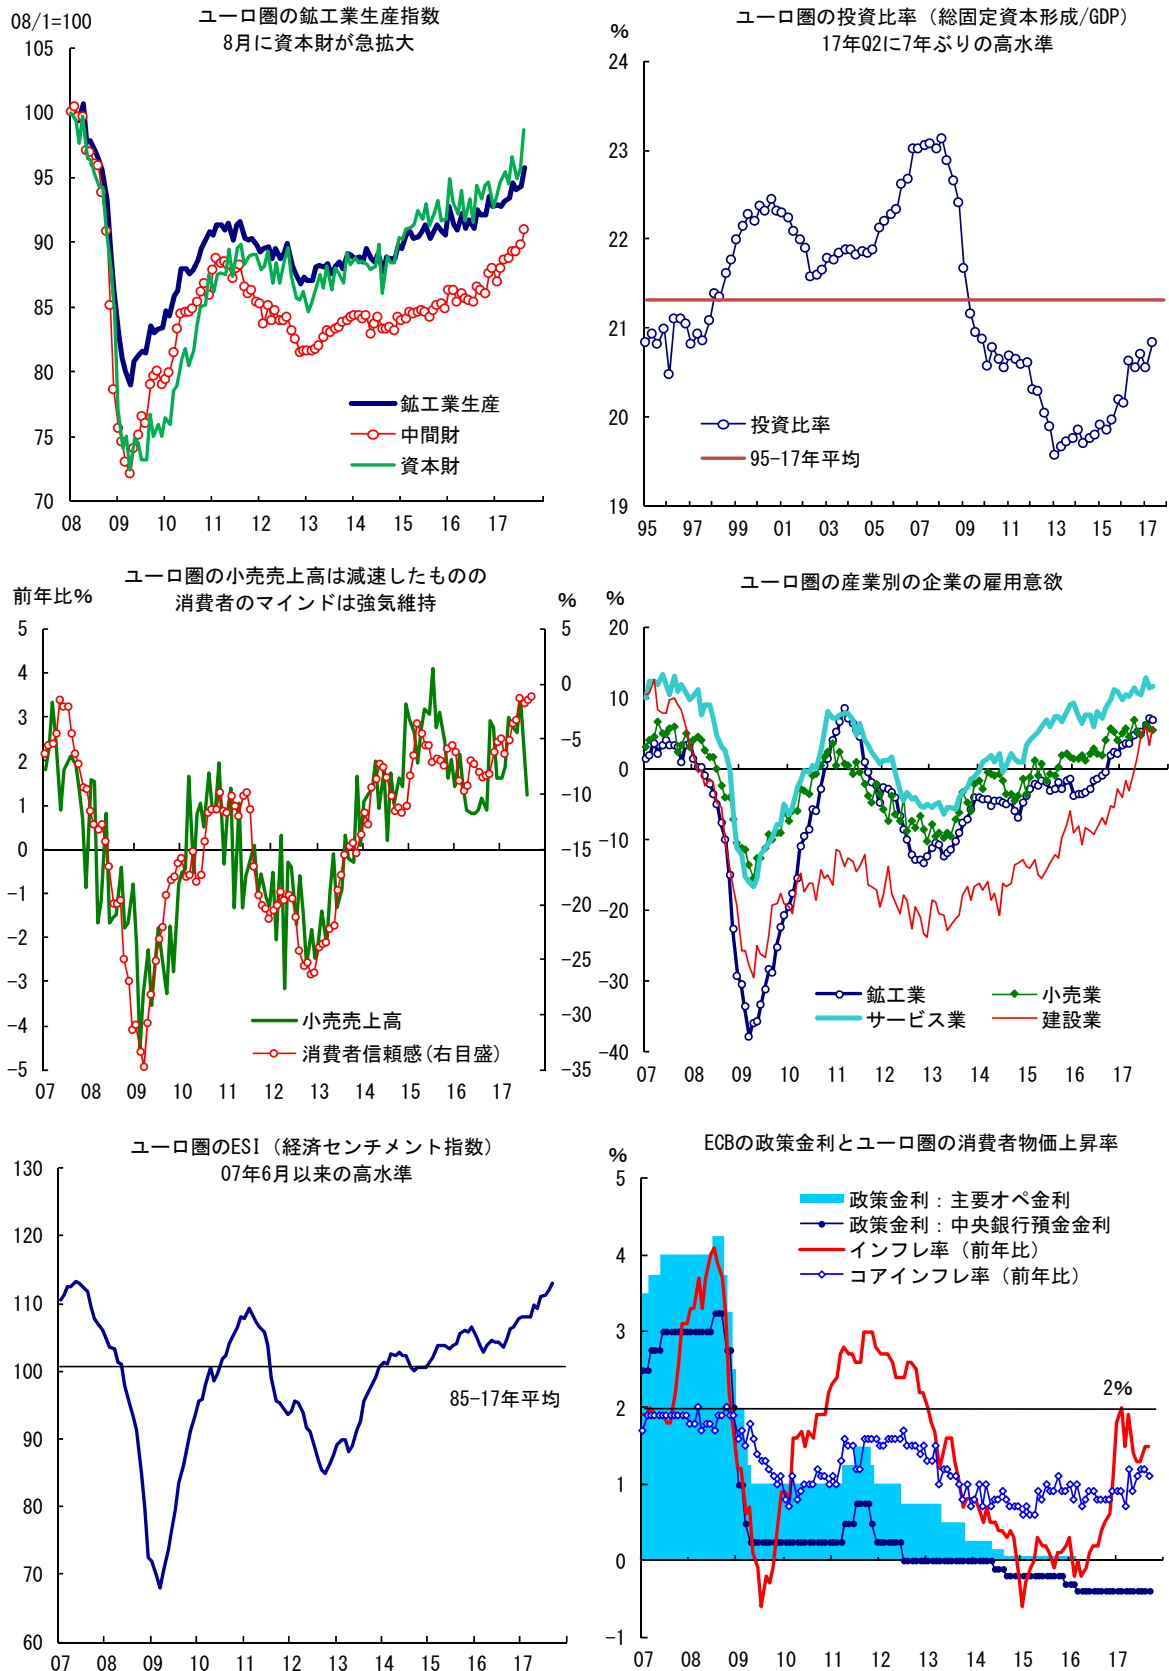 ユーロ圏の鉱工業生産指数
8月に資本財が急拡大
08/1=100
105
100
95
90
85
80
75
70
鉱工業生産
中間財
資本財
08 09 10 11 12 13 14 15 16 17
ユーロ圏の投資比率（総固定資本形成/GDP）
17年Q2に7年ぶりの高水準
%
24
23
22
21
20
19
投資比率
95-17年平均
95 97 99 01 03 05 07 09 11 13 15 17
ユーロ圏の小売売上高は減速したものの
消費者のマインドは強気維持
前年比%
%
5
4
3
2
1
0
-1
-2
-3
-4
-5
5
0
-5
-10
-15
-20
-25
-30
-35
小売売上高
消費者信頼感(右目盛)
07 08 09 10 11 12 13 14 15 16 17
ユーロ圏の産業別の企業の雇用意欲
%
20
10
0
-10
-20
-30
-40
鉱工業
小売業
サービス業
建設業
07 08 09 10 11 12 13 14 15 16 17
ユーロ圏のESI（経済センチメント指数）
07年6月以来の高水準
130
120
110
100
90
80
70
60
85-17年平均
07 08 09 10 11 12 13 14 15 16 17
ECBの政策金利とユーロ圏の消費者物価上昇率
%
5
4
3
2
1
0
-1
政策金利：主要オペ金利
政策金利：中央銀行預金金利
インフレ率（前年比）
コアインフレ率（前年比）
2%
07 08 09 10 11 12 13 14 15 16 17